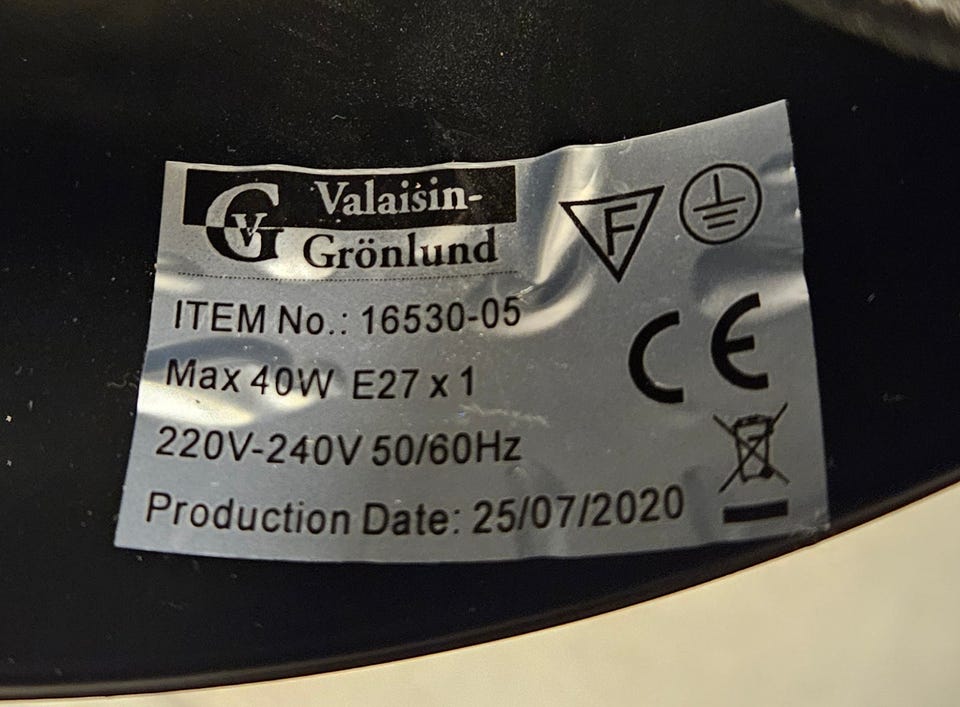 GV Valaisin-
Grönlund
F
ITEM No.: 16530-05
CE
Max 40W E27 x 1
220V-240V 50/60Hz
Production Date: 25/07/2020